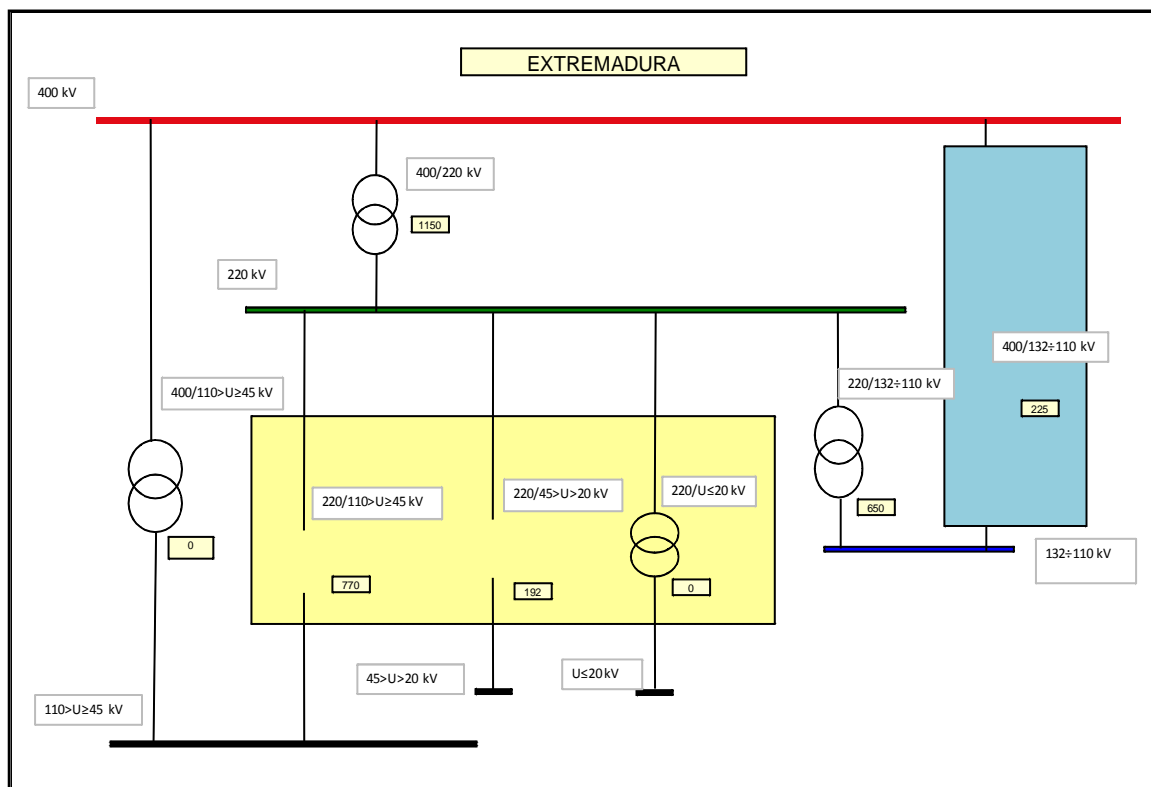 EXTREMADURA
400 kV
400/220 kV
1150
220 kV
400/132÷110 kV
220/132÷110 kV
400/110>U≥45 kV
225
220/110>U≥45 kV
220/45>U>20 kV
220/U≤20 kV
650
0
132÷110 kV
770
192
0
45>U>20 kV
U≤20 kV
110>U≥45 kV